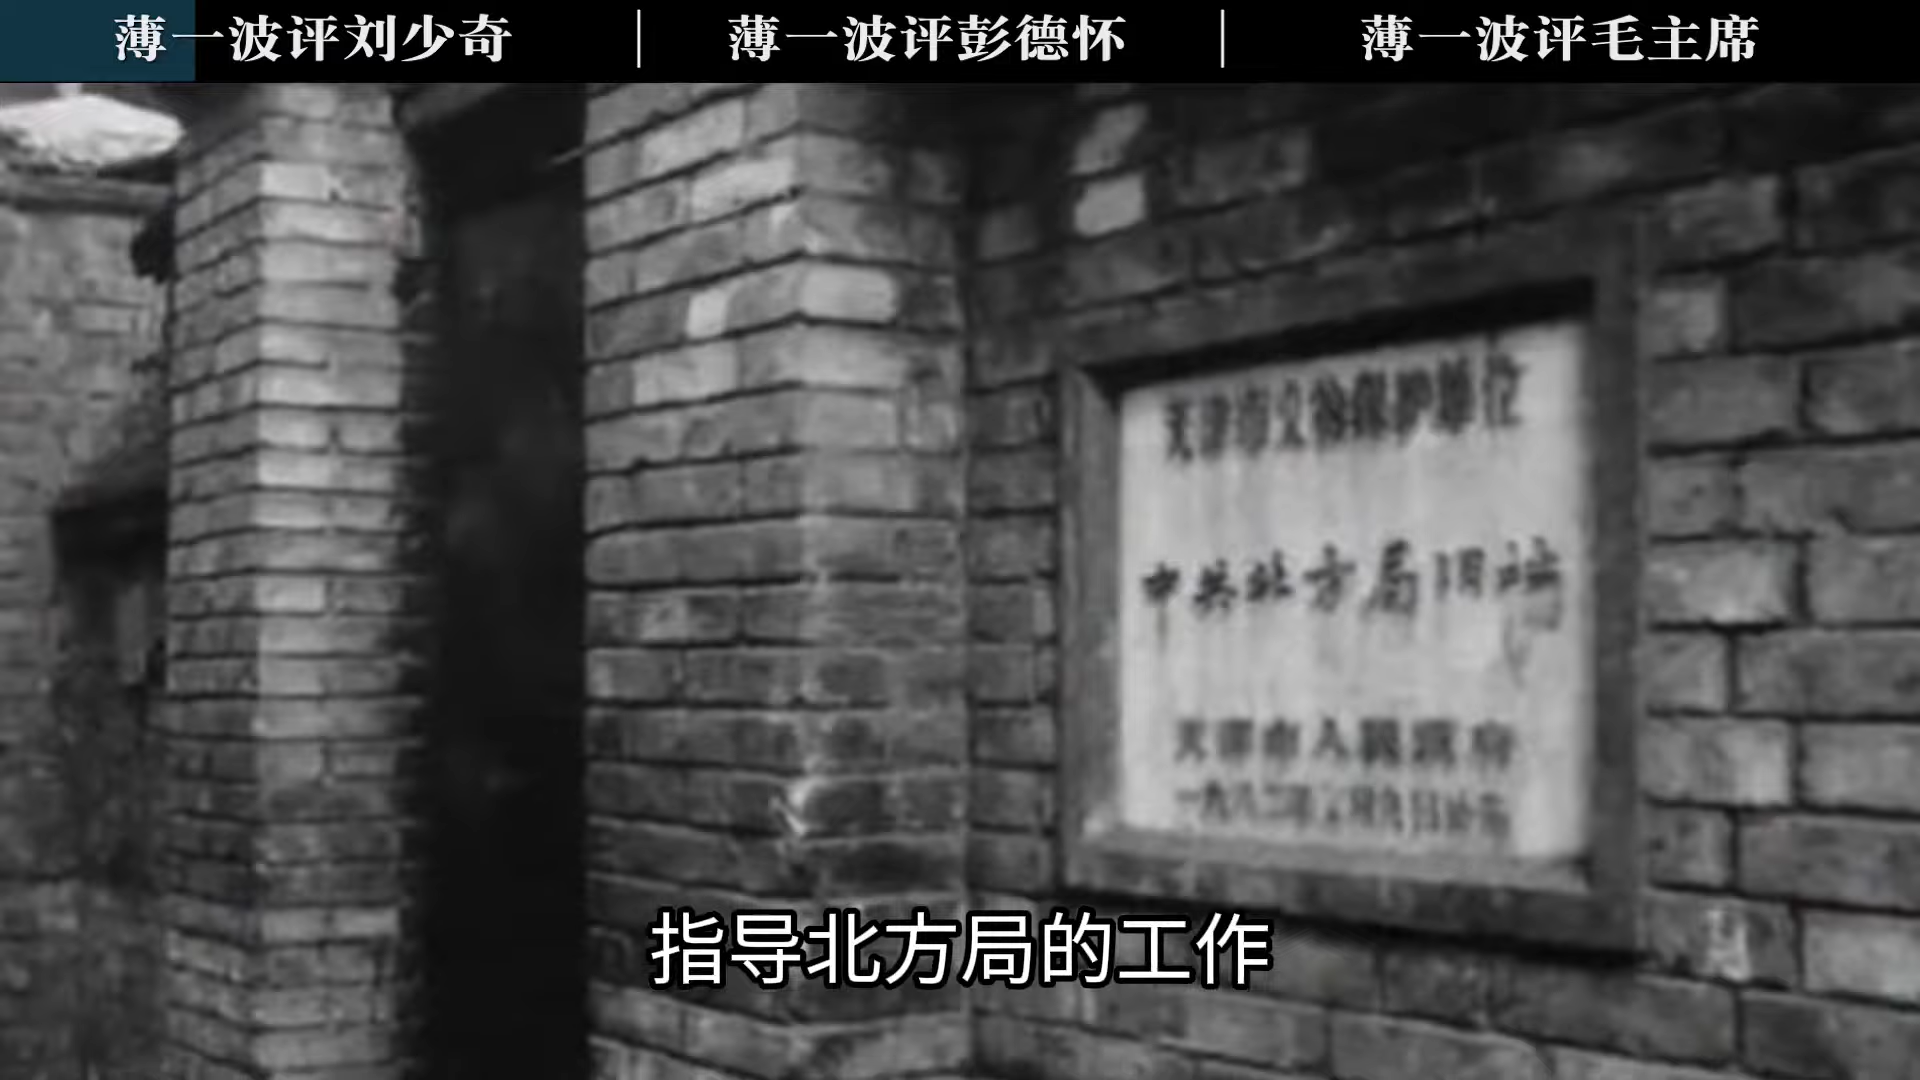 薄一波评刘少奇
薄一波评彭德怀
薄一波评毛主席
天津市文物保护单位
中共北方局旧址
天津市人民政府
指导北方局的工作